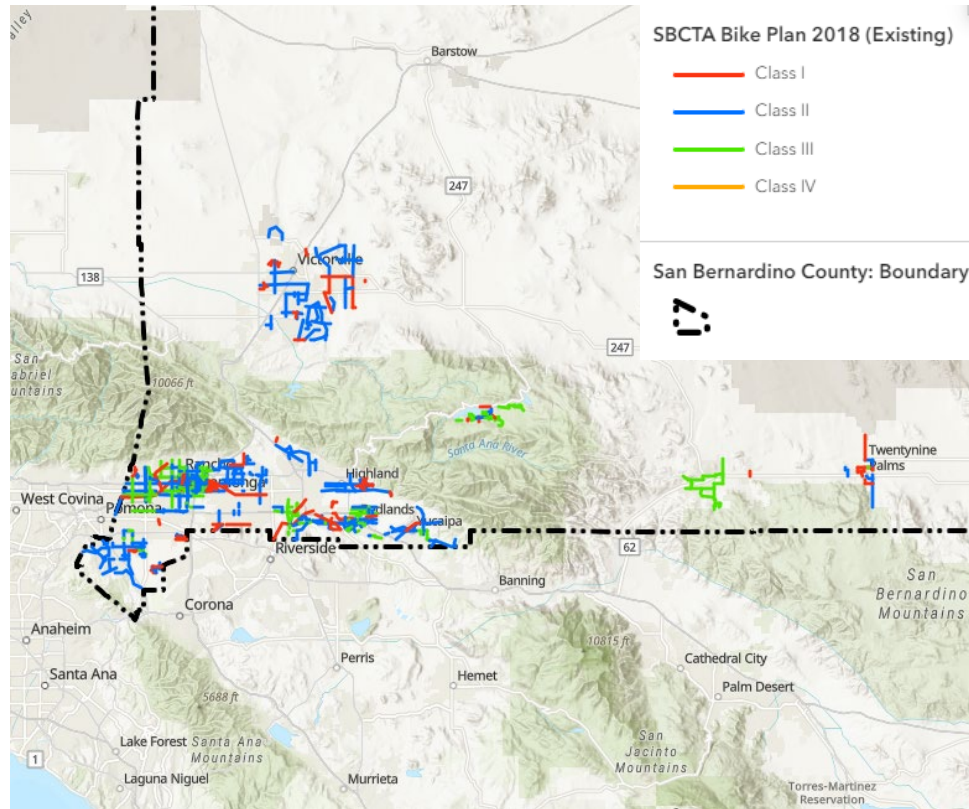 alley
Barstow
SBCTA Bike Plan 2018 (Existing)
Class I
Class II
Class III
Class IV
San Bernardino County: Boundary
247
138
Victorville
247
San
abriel
untains
10066 ft
Santa Ana River
Highland
West Covina
Pomona
Yucaipa
Twentynine
Palms
Riverside
62
Banning
San
Bernardino
Mountains
Corona
Anaheim
10815 ft
Santa Ana
Perris
Hemet
Cathedral City
Palm Desert
5688 ft
Lake Forest
Santa Ana
Mountains
1
Laguna Niguel
Murrieta
San
Jacinto
Mountains
Torres-Martinez
Reservation